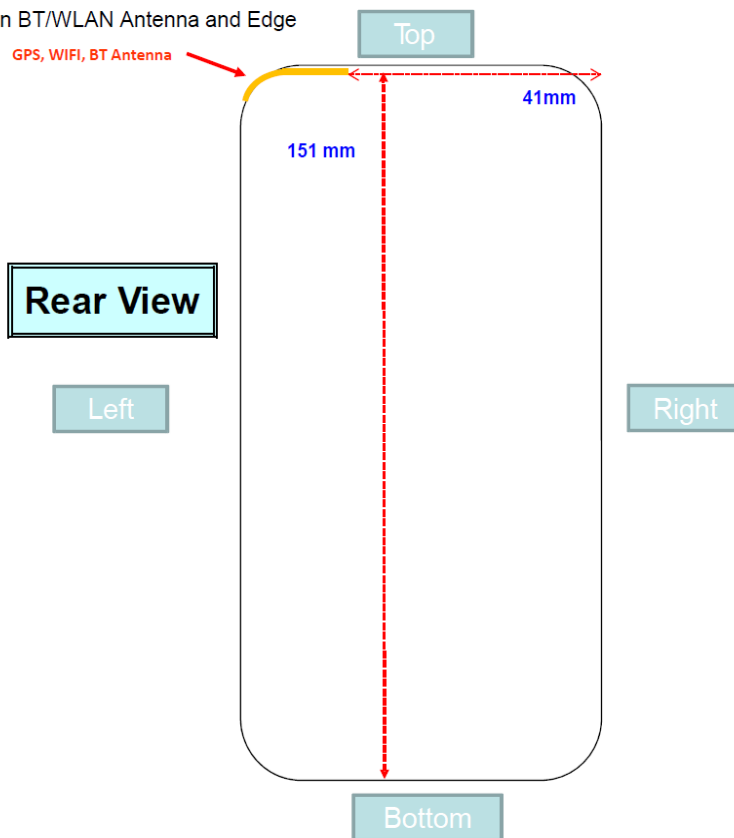 n BT/WLAN Antenna and Edge
Top
GPS, WIFI, BT Antenna
41mm
151 mm
Rear View
Left
Right
Bottom